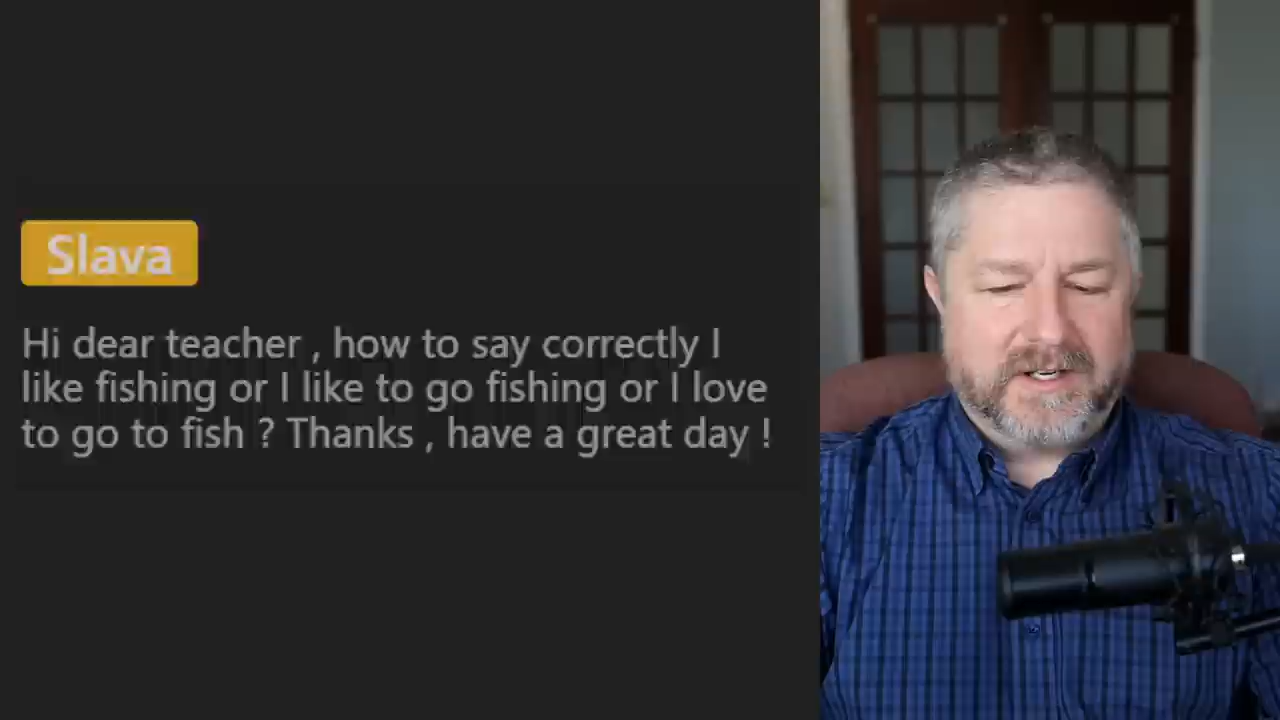 Slava
Hi dear teacher , how to say correctly I
like fishing or I like to go fishing or I love
to go to fish ? Thanks , have a great day !